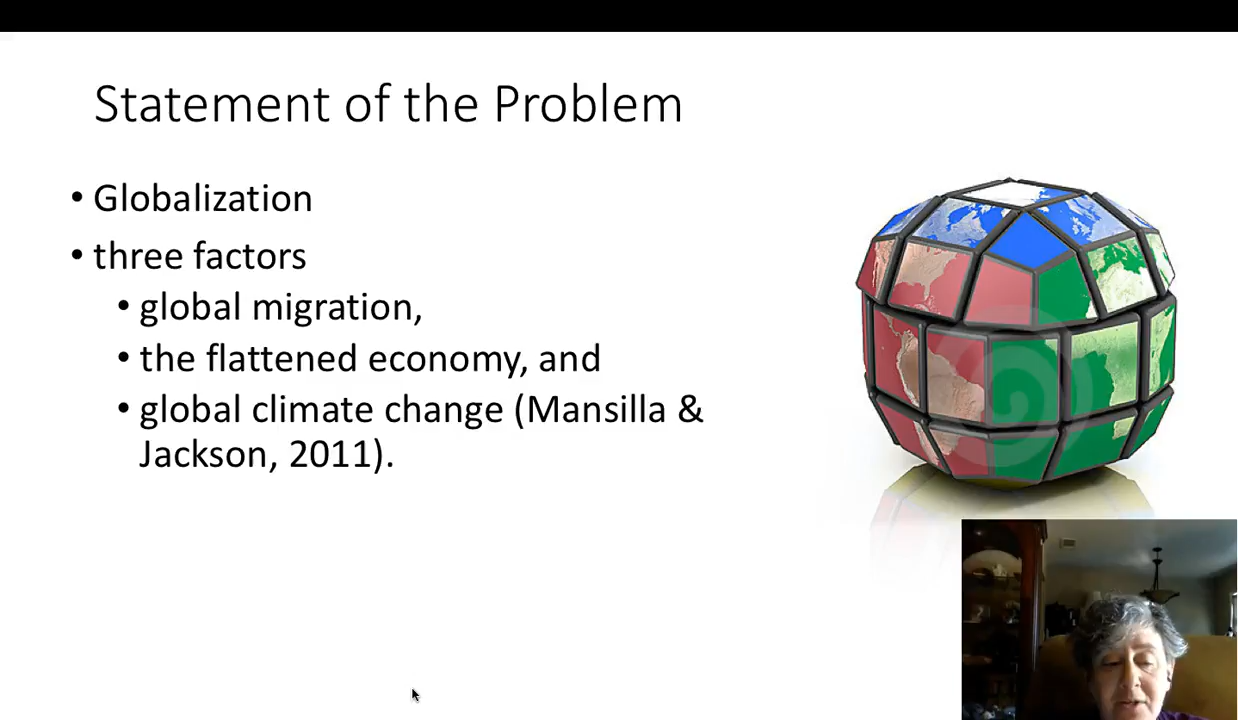 Statement of the Problem
• Globalization
• three factors
• global migration,
• the flattened economy, and
• global climate change (Mansilla &
Jackson, 2011).